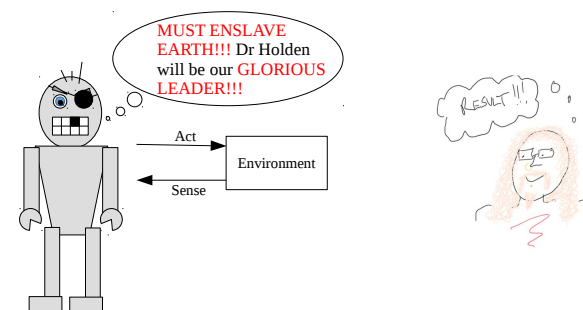 MUST ENSLAVE
EARTH!!! Dr Holden
will be our GLORIOUS
LEADER!!!
RESULT!!!
Act
Environment
Sense